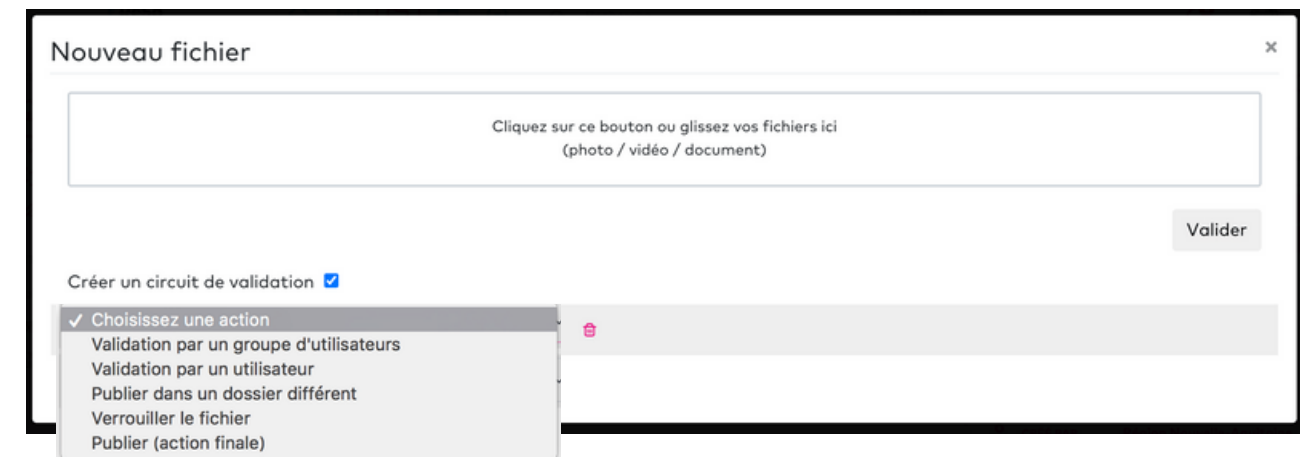 Nouveau fichier
×
Cliquez sur ce bouton ou glissez vos fichiers ici
(photo / vidéo / document)
Valider
Créer un circuit de validation
✓ Choisissez une action
Validation par un groupe d'utilisateurs
Validation par un utilisateur
Publier dans un dossier différent
Verrouiller le fichier
Publier (action finale)